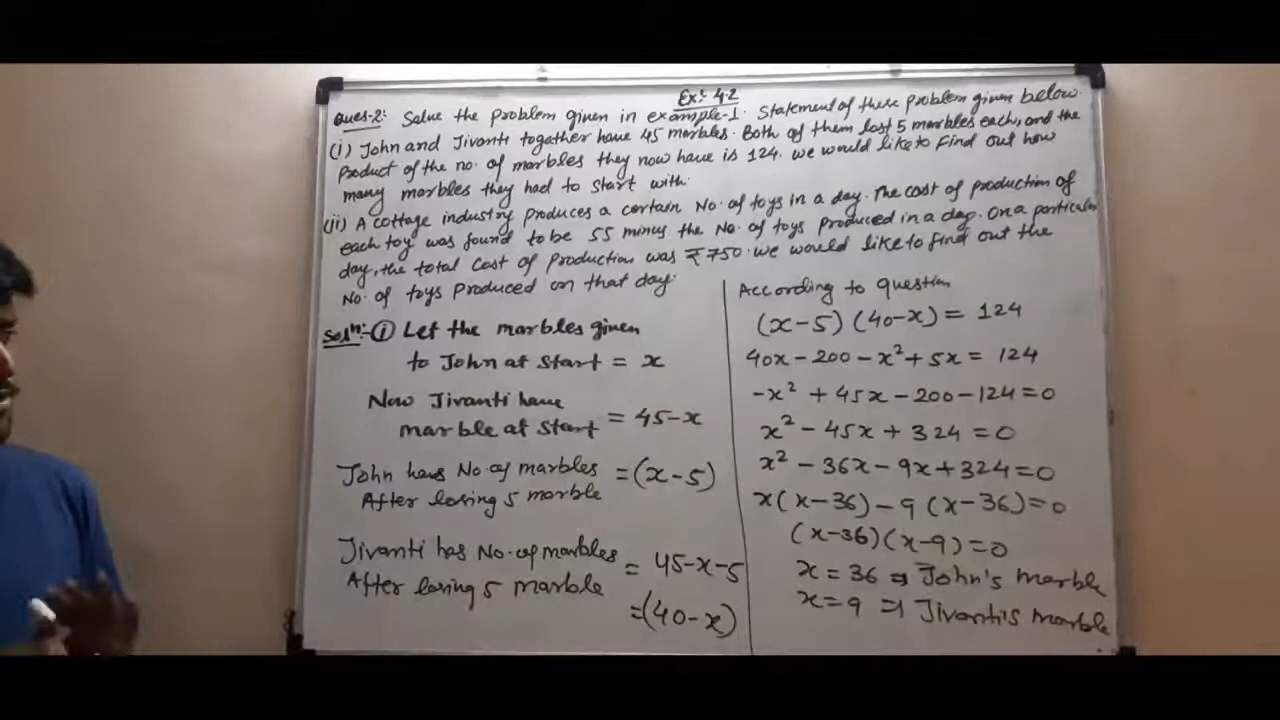 Ex:- 4.2
Ques-2: Solve the problem given in example-1. Statement of these problem given below.
(i) John and Jivanti togather have 45 marbles. Both of them lost 5 marbles each, and the
Product of the no. of marbles they now have is 124. we would like to find out how
many marbles they had to start with.
(ii) A cottage industry produces a certain No. of toys in a day. The cost of production of
each toy was found to be 55 minus the No. of toys produced in a day. On a particular
day, the total cost of production was ₹750. we would like to find out the
No. of toys produced on that day.
Solⁿ:- (i) Let the marbles given
to John at start = x
Now Jivanti have
marble at start = 45-x
John has No. of marbles
After losing 5 marble = (x-5)
Jivanti has No. of marbles
After losing 5 marble = 45-x-5
=(40-x)
According to question
(x-5) (40-x) = 124
40x - 200 - x² + 5x = 124
-x² + 45x - 200 - 124 = 0
x² - 45x + 324 = 0
x² - 36x - 9x + 324 = 0
x(x-36) - 9 (x-36) = 0
(x-36)(x-9) = 0
x = 36 ⇒ John's marble
x = 9 ⇒ Jivanti's marble